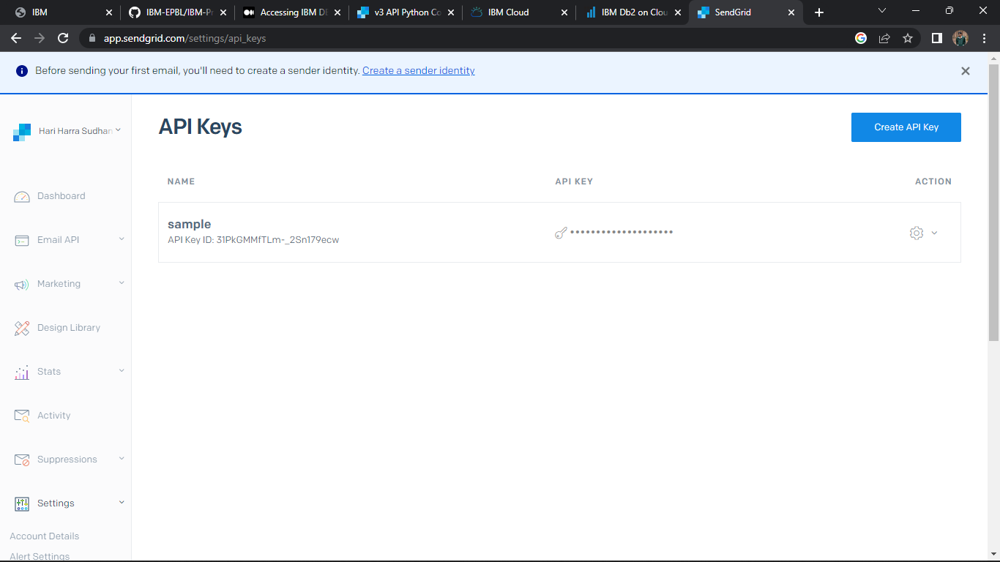 IBM
IBM-EPBL/IBM-Pr
Accessing IBM D
v3 API Python Co
IBM Cloud
IBM Db2 on Clou
SendGrid
app.sendgrid.com/settings/api_keys
Before sending your first email, you'll need to create a sender identity. Create a sender identity
Hari Harra Sudhan
API Keys
Create API Key
NAME
API KEY
ACTION
sample
API Key ID: 31PkGMMfTLm-_2Sn179ecw
••••••••••••••••••••
Dashboard
Email API
Marketing
Design Library
Stats
Activity
Suppressions
Settings
Account Details
Alert Settings